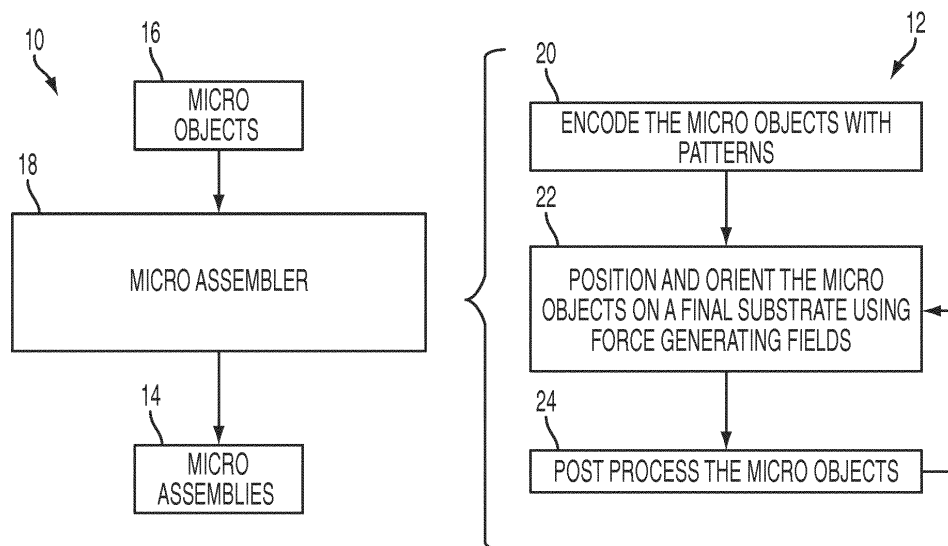 10
16
MICRO
OBJECTS
18
MICRO ASSEMBLER
14
MICRO
ASSEMBLIES
12
20
ENCODE THE MICRO OBJECTS WITH
PATTERNS
22
POSITION AND ORIENT THE MICRO
OBJECTS ON A FINAL SUBSTRATE USING
FORCE GENERATING FIELDS
24
POST PROCESS THE MICRO OBJECTS